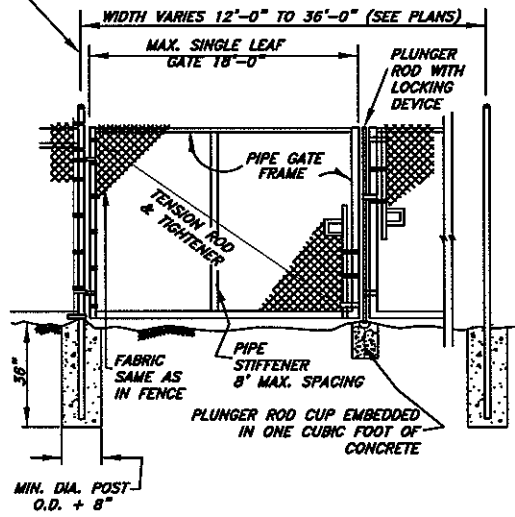 WIDTH VARIES 12'-0" TO 36'-0" (SEE PLANS)
MAX. SINGLE LEAF
GATE 18'-0"
PLUNGER
ROD WITH
LOCKING
DEVICE
PIPE GATE
FRAME
TENSION ROD
& TIGHTENER
36"
FABRIC
SAME AS
IN FENCE
PIPE
STIFFENER
8' MAX. SPACING
PLUNGER ROD CUP EMBEDDED
IN ONE CUBIC FOOT OF
CONCRETE
MIN. DIA. POST
O.D. + 8"